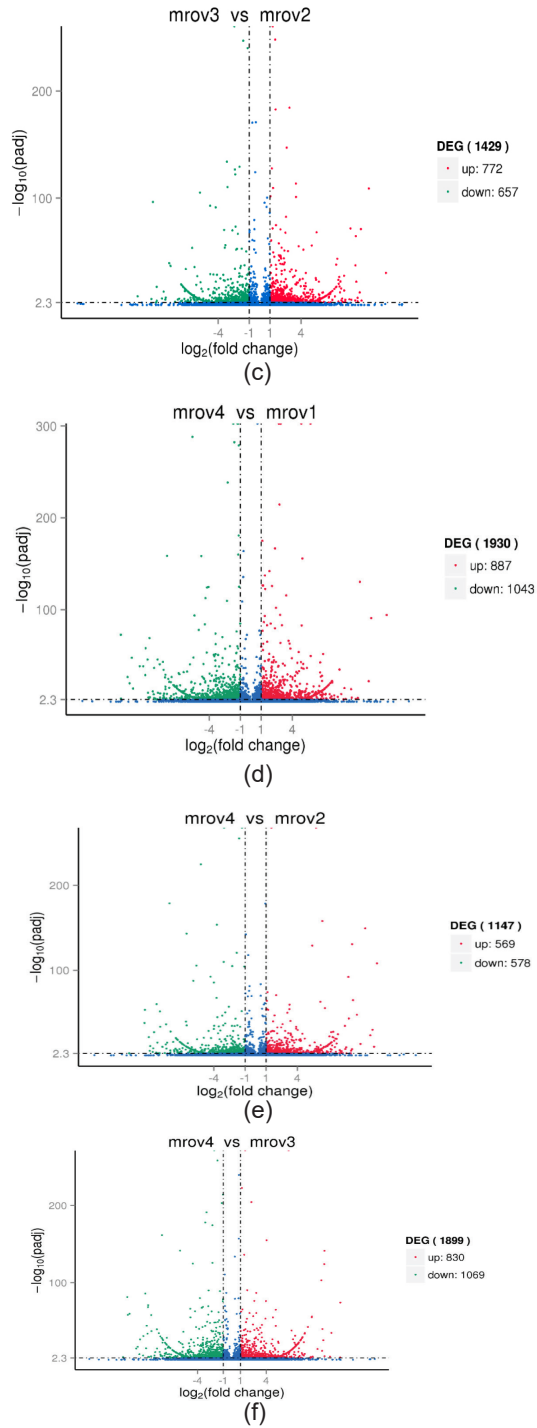 mrov3 vs mrov2
200
100
2.3
−log10(padj)
DEG ( 1429 )
up: 772
down: 657
-4 -1 1 4
log2(fold change)
(c)
mrov4 vs mrov1
300
200
100
2.3
−log10(padj)
DEG ( 1930 )
up: 887
down: 1043
-4 -1 1 4
log2(fold change)
(d)
mrov4 vs mrov2
200
100
2.3
−log10(padj)
DEG ( 1147 )
up: 569
down: 578
-4 -1 1 4
log2(fold change)
(e)
mrov4 vs mrov3
200
100
2.3
−log10(padj)
DEG ( 1899 )
up: 830
down: 1069
-4 -1 1 4
log2(fold change)
(f)